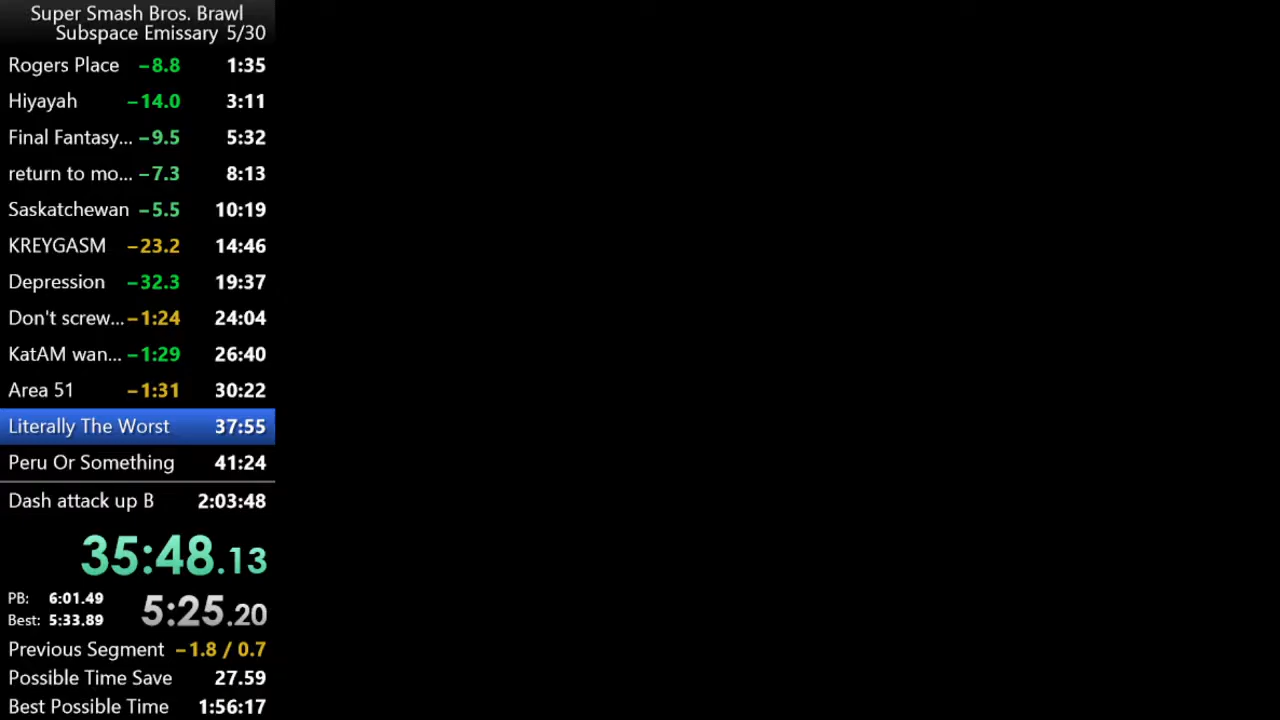 Super Smash Bros. Brawl
Subspace Emissary 5/30
Rogers Place −8.8 1:35
Hiyayah −14.0 3:11
Final Fantasy... −9.5 5:32
return to mo... −7.3 8:13
Saskatchewan −5.5 10:19
KREYGASM −23.2 14:46
Depression −32.3 19:37
Don't screw... −1:24 24:04
KatAM wan... −1:29 26:40
Area 51 −1:31 30:22
Literally The Worst 37:55
Peru Or Something 41:24
Dash attack up B 2:03:48
35:48.13
PB: 6:01.49
Best: 5:33.89
5:25.20
Previous Segment −1.8 / 0.7
Possible Time Save 27.59
Best Possible Time 1:56:17